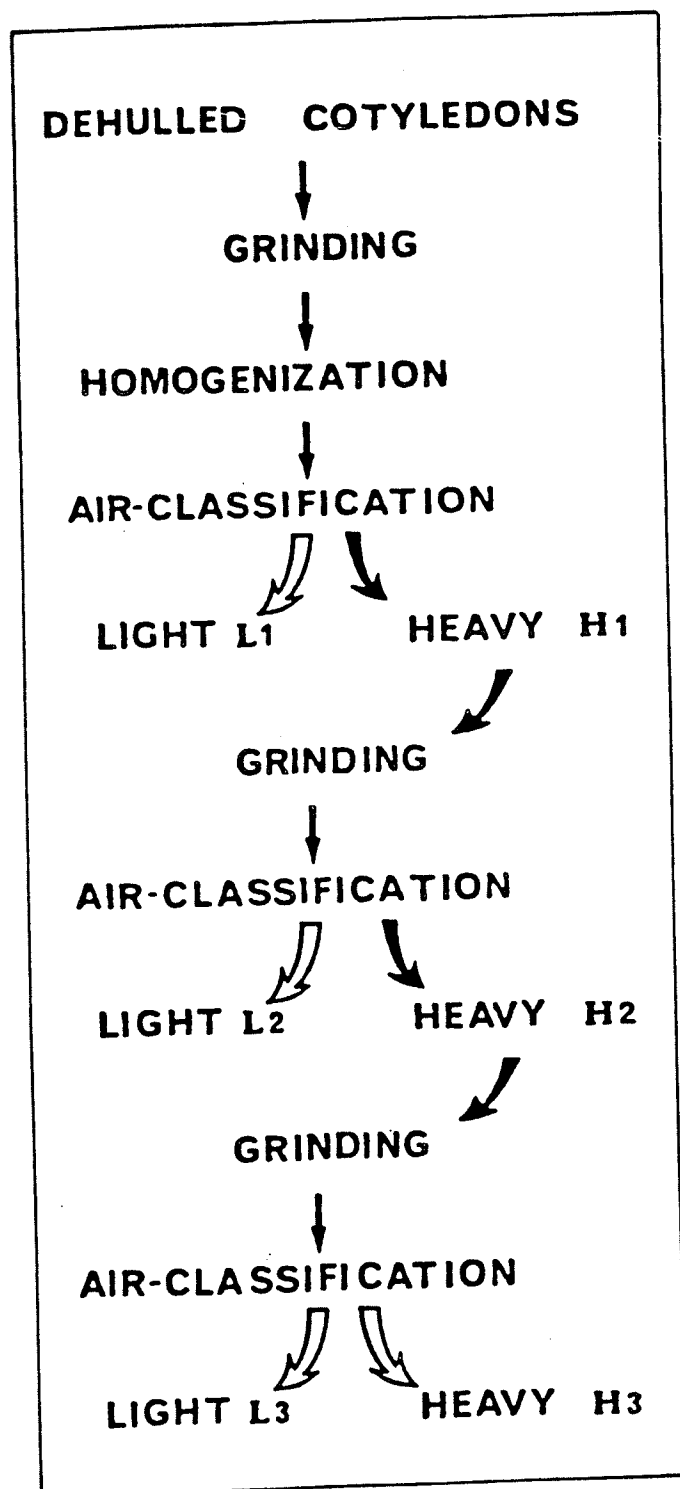 DEHULLED COTYLEDONS
GRINDING
HOMOGENIZATION
AIR-CLASSIFICATION
LIGHT L1 HEAVY H1
GRINDING
AIR-CLASSIFICATION
LIGHT L2 HEAVY H2
GRINDING
AIR-CLASSIFICATION
LIGHT L3 HEAVY H3